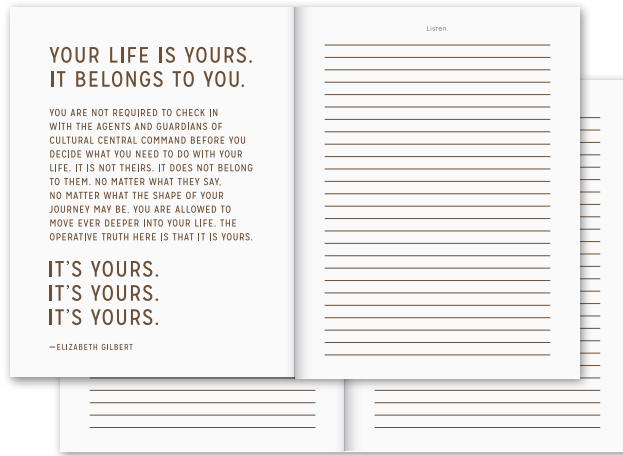 YOUR LIFE IS YOURS.
IT BELONGS TO YOU.
YOU ARE NOT REQUIRED TO CHECK IN
WITH THE AGENTS AND GUARDIANS OF
CULTURAL CENTRAL COMMAND BEFORE YOU
DECIDE WHAT YOU NEED TO DO WITH YOUR
LIFE. IT IS NOT THEIRS. IT DOES NOT BELONG
TO THEM. NO MATTER WHAT THEY SAY,
NO MATTER WHAT THE SHAPE OF YOUR
JOURNEY MAY BE, YOU ARE ALLOWED TO
MOVE EVER DEEPER INTO YOUR LIFE. THE
OPERATIVE TRUTH HERE IS THAT IT IS YOURS.
IT'S YOURS.
IT'S YOURS.
IT'S YOURS.
—ELIZABETH GILBERT
Listen.